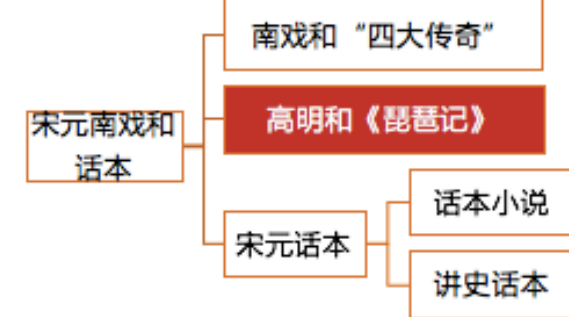 南戏和“四大传奇”
高明和《琵琶记》
宋元南戏和
话本
宋元话本
话本小说
讲史话本